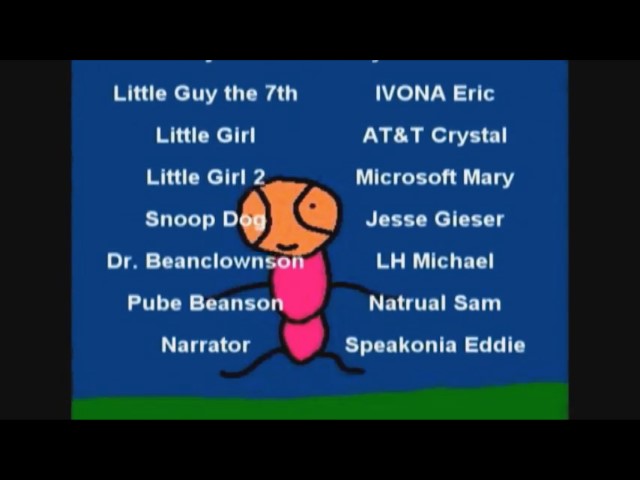 Little Guy the 7th IVONA Eric
Little Girl AT&T Crystal
Little Girl 2 Microsoft Mary
Snoop Dog Jesse Gieser
Dr. Beanclownson LH Michael
Pube Beanson Natrual Sam
Narrator Speakonia Eddie